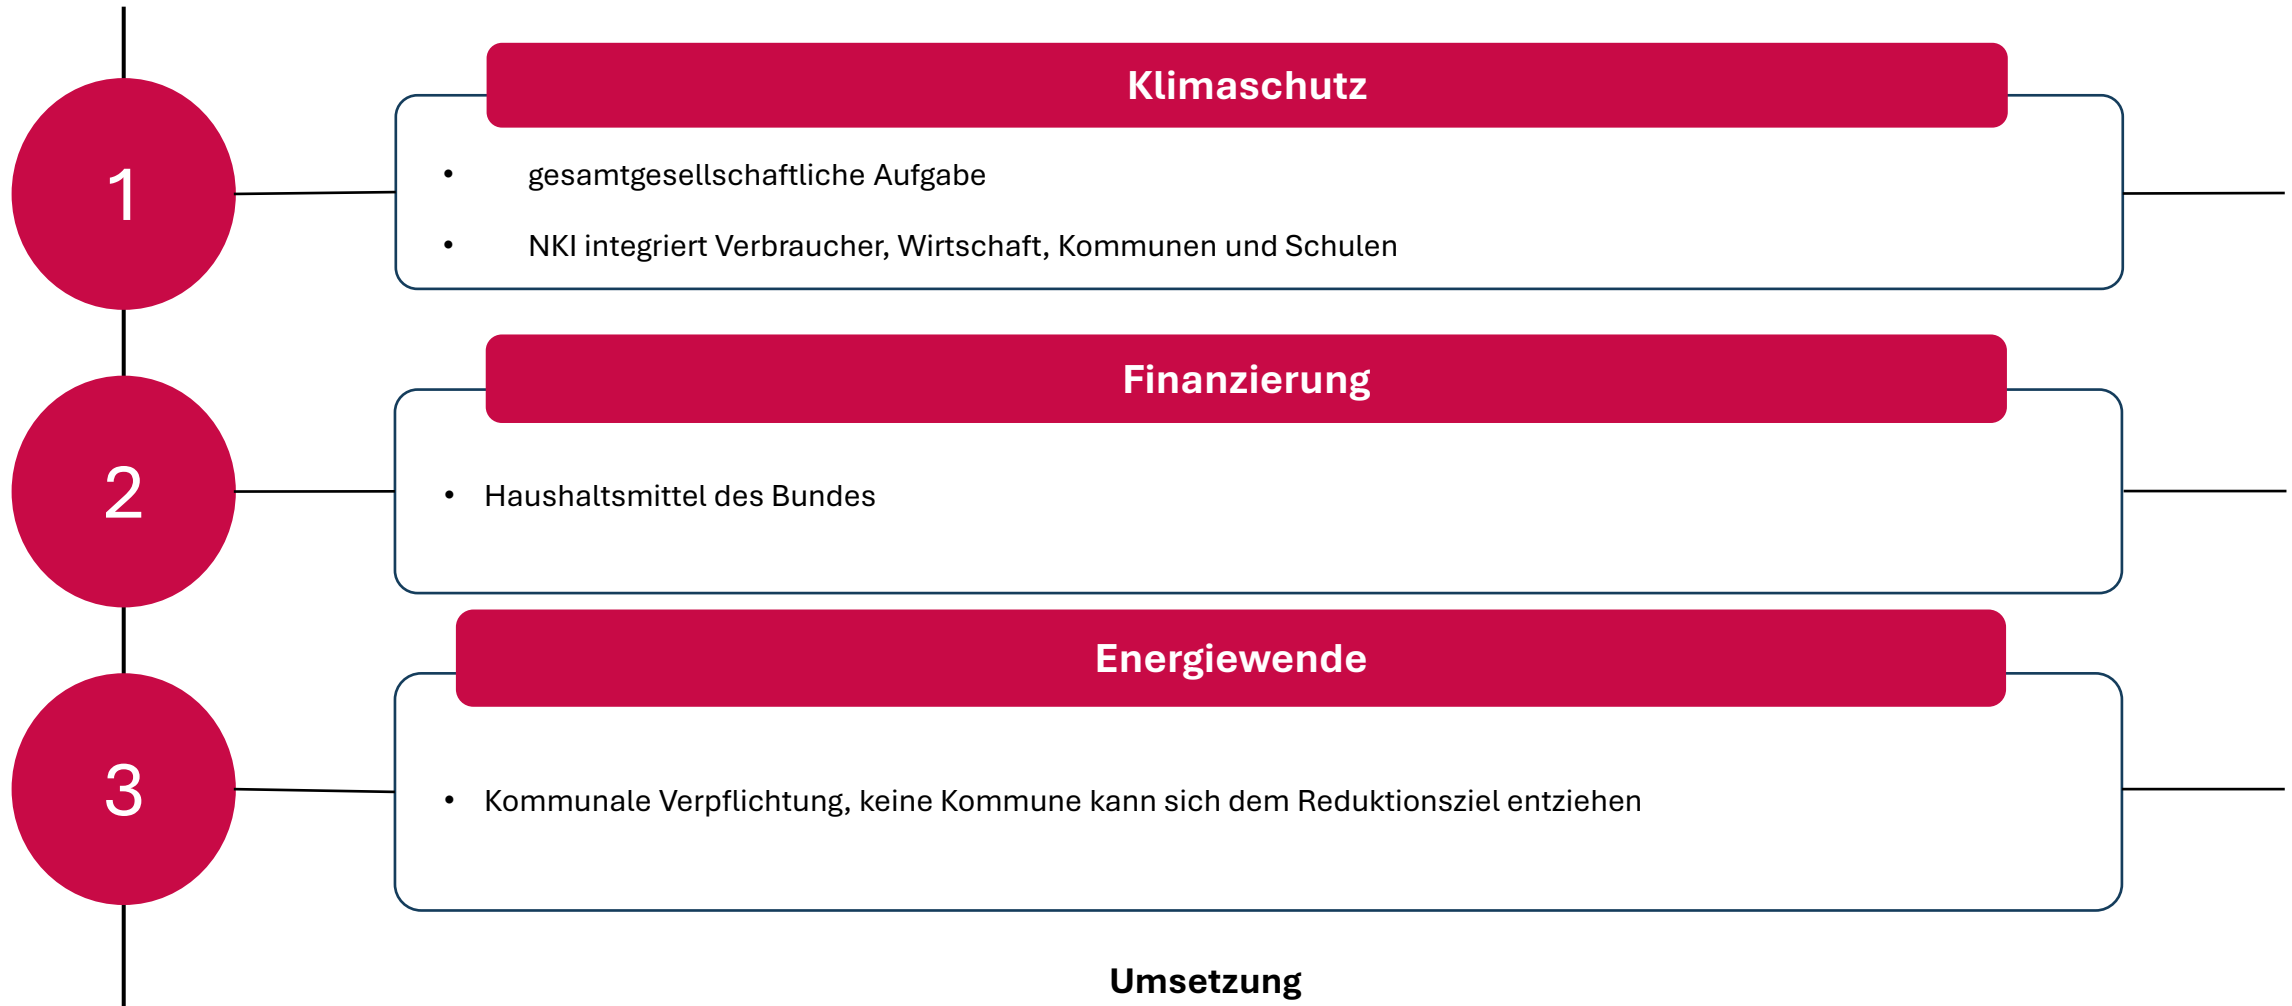 1
Klimaschutz
• gesamtgesellschaftliche Aufgabe
• NKI integriert Verbraucher, Wirtschaft, Kommunen und Schulen
2
Finanzierung
• Haushaltsmittel des Bundes
3
Energiewende
• Kommunale Verpflichtung, keine Kommune kann sich dem Reduktionsziel entziehen
Umsetzung